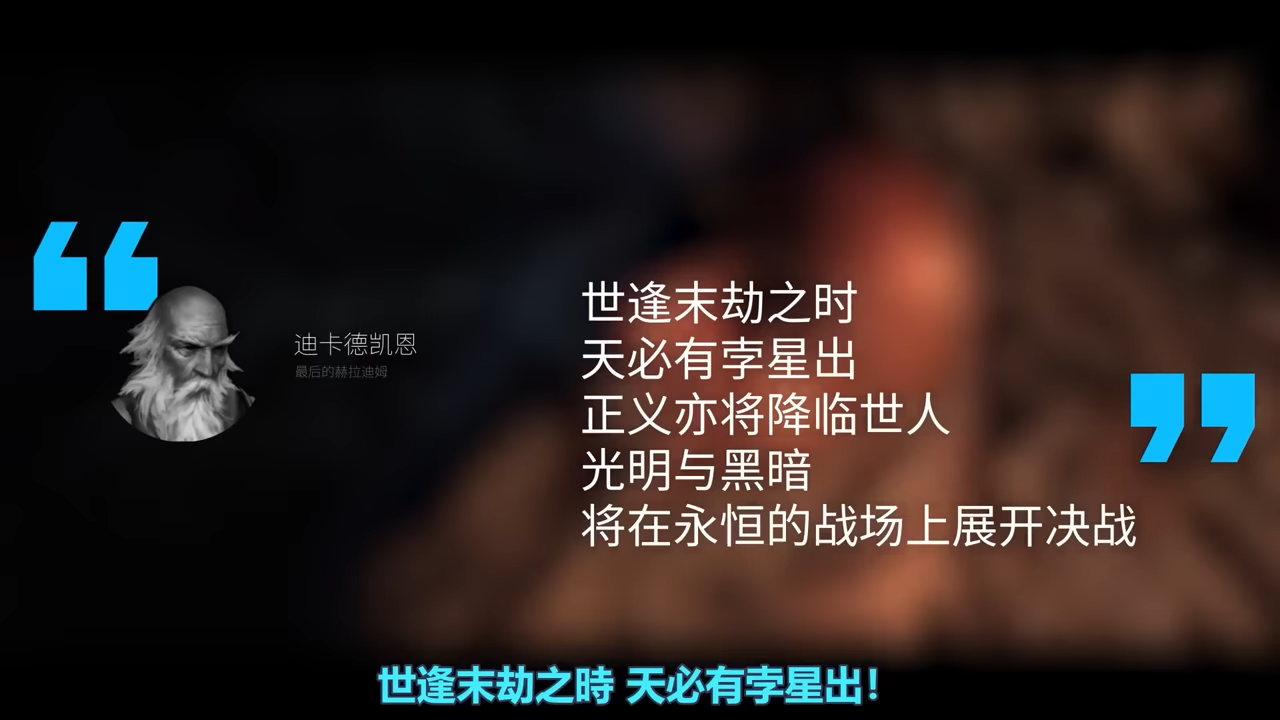 迪卡德凯恩
最后的赫拉迪姆
世逢末劫之时
天必有孛星出
正义亦将降临世人
光明与黑暗
将在永恒的战场上展开决战
世逢末劫之時 天必有孛星出!